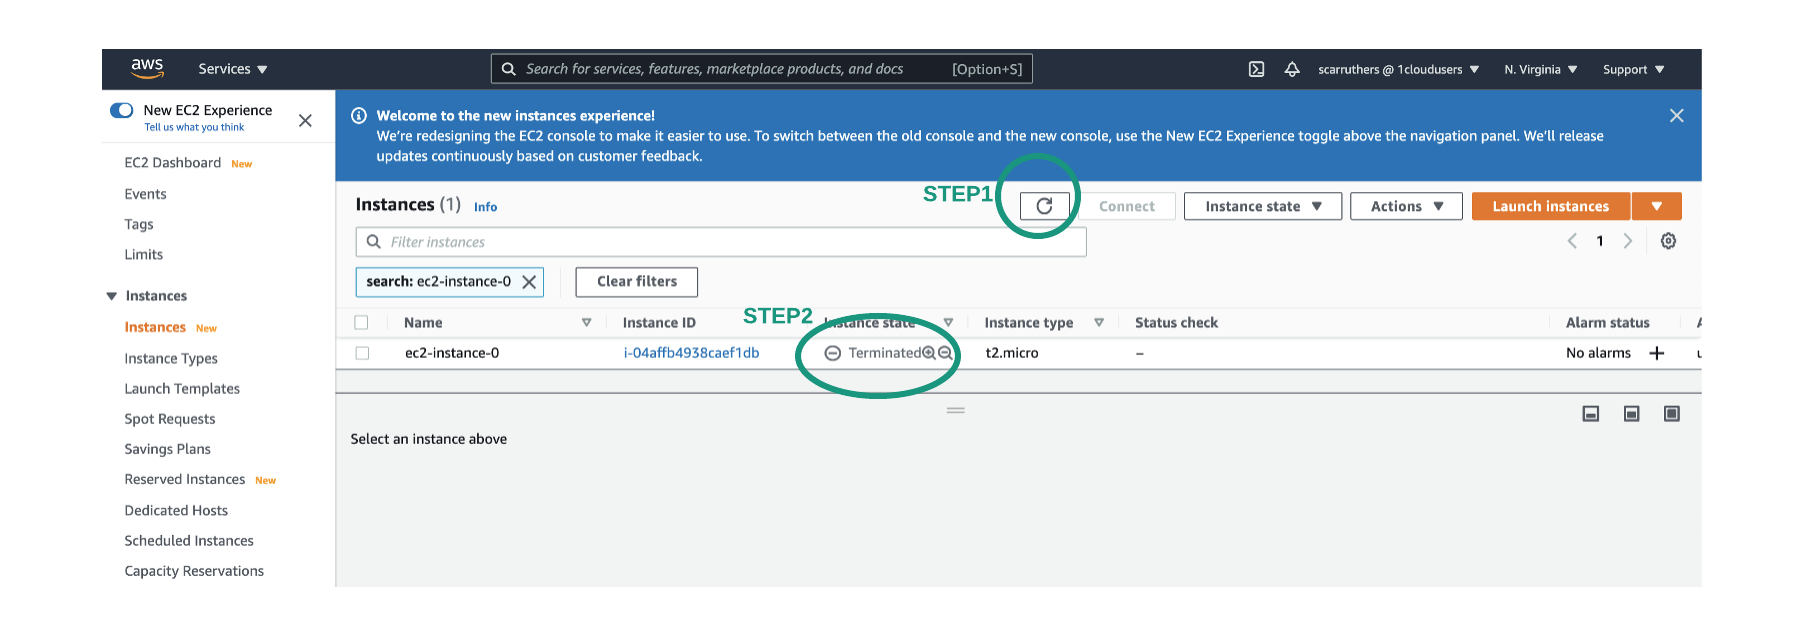 aws
Services
Search for services, features, marketplace products, and docs [Option+S]
scarruthers @ 1cloudusers
N. Virginia
Support
New EC2 Experience
Tell us what you think
EC2 Dashboard New
Events
Tags
Limits
Instances
Instances New
Instance Types
Launch Templates
Spot Requests
Savings Plans
Reserved Instances New
Dedicated Hosts
Scheduled Instances
Capacity Reservations
Welcome to the new instances experience!
We're redesigning the EC2 console to make it easier to use. To switch between the old console and the new console, use the New EC2 Experience toggle above the navigation panel. We'll release
updates continuously based on customer feedback.
STEP1
Instances (1) Info
Connect
Instance state
Actions
Launch instances
Filter instances
1
search: ec2-instance-0
Clear filters
STEP2
Name Instance ID Instance state Instance type Status check Alarm status
ec2-instance-0 i-04affb4938caef1db Terminated t2.micro – No alarms
Select an instance above